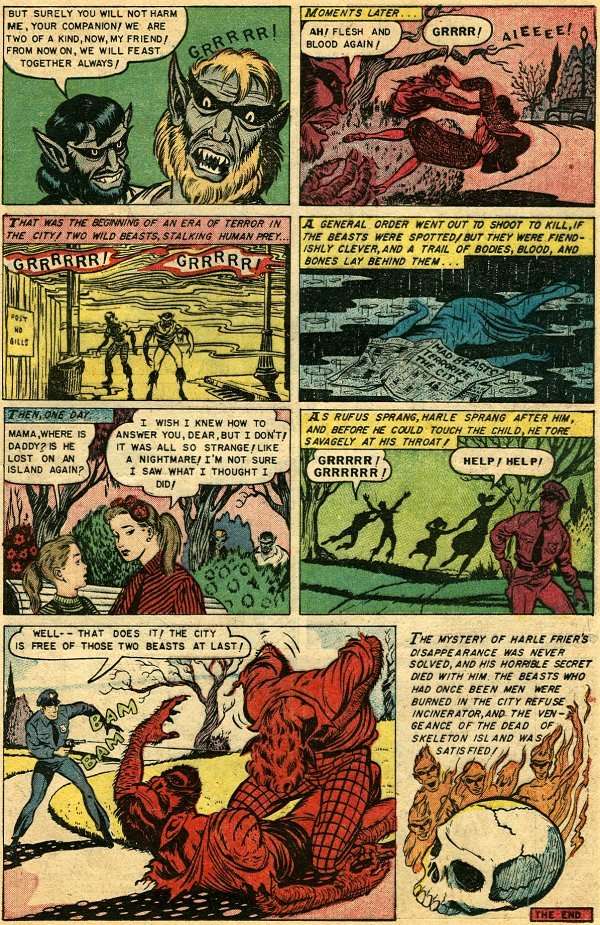 BUT SURELY YOU WILL NOT HARM
ME, YOUR COMPANION! WE ARE
TWO OF A KIND, NOW, MY FRIEND!
FROM NOW ON, WE WILL FEAST
TOGETHER ALWAYS!
GRRRRR!
MOMENTS LATER...
AH! FLESH AND
BLOOD AGAIN!
GRRRR!
AIEEEE!
THAT WAS THE BEGINNING OF AN ERA OF TERROR IN
THE CITY! TWO WILD BEASTS, STALKING HUMAN PREY...
GRRRRRR!
GRRRRR!
POST
NO
BILLS
A GENERAL ORDER WENT OUT TO SHOOT TO KILL, IF
THE BEASTS WERE SPOTTED! BUT THEY WERE FIEND-
ISHLY CLEVER, AND A TRAIL OF BODIES, BLOOD, AND
BONES LAY BEHIND THEM...
MAD BEASTS
TERRORIZE
THE CITY
THEN, ONE DAY.
MAMA, WHERE IS
DADDY? IS HE
LOST ON AN
ISLAND AGAIN?
I WISH I KNEW HOW TO
ANSWER YOU, DEAR, BUT I DON'T!
IT WAS ALL SO STRANGE! LIKE
A NIGHTMARE! I'M NOT SURE
I SAW WHAT I THOUGHT I
DID!
AS RUFUS SPRANG, HARLE SPRANG AFTER HIM,
AND BEFORE HE COULD TOUCH THE CHILD, HE TORE
SAVAGELY AT HIS THROAT!
GRRRRR!
GRRRRRR!
HELP! HELP!
WELL-- THAT DOES IT! THE CITY
IS FREE OF THOSE TWO BEASTS AT LAST!
BAM
BAM
THE MYSTERY OF HARLE FRIER'S
DISAPPEARANCE WAS NEVER
SOLVED, AND HIS HORRIBLE SECRET
DIED WITH HIM. THE BEASTS WHO
HAD ONCE BEEN MEN WERE
BURNED IN THE CITY REFUSE
INCINERATOR, AND THE VEN-
GEANCE OF THE DEAD OF
SKELETON ISLAND WAS
SATISFIED!
THE END.